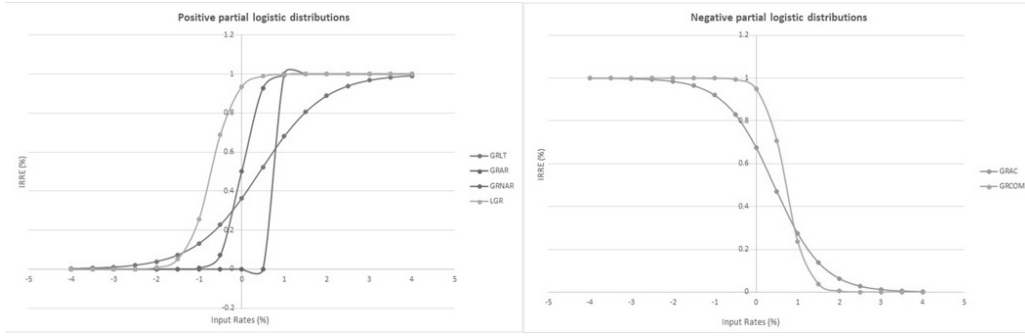 Positive partial logistic distributions
1.2
1
0.8
0.6
0.4
0.2
0
-0.2
-5 -4 -3 -2 -1 0 1 2 3 4 5
IRRE (%)
Input Rates (%)
GRLT
GRAR
GRNAR
LGR
Negative partial logistic distributions
1.2
1
0.8
0.6
0.4
0.2
0
-5 -4 -3 -2 -1 0 1 2 3 4 5
IRRE (%)
Input Rates (%)
GRAC
GRCOM